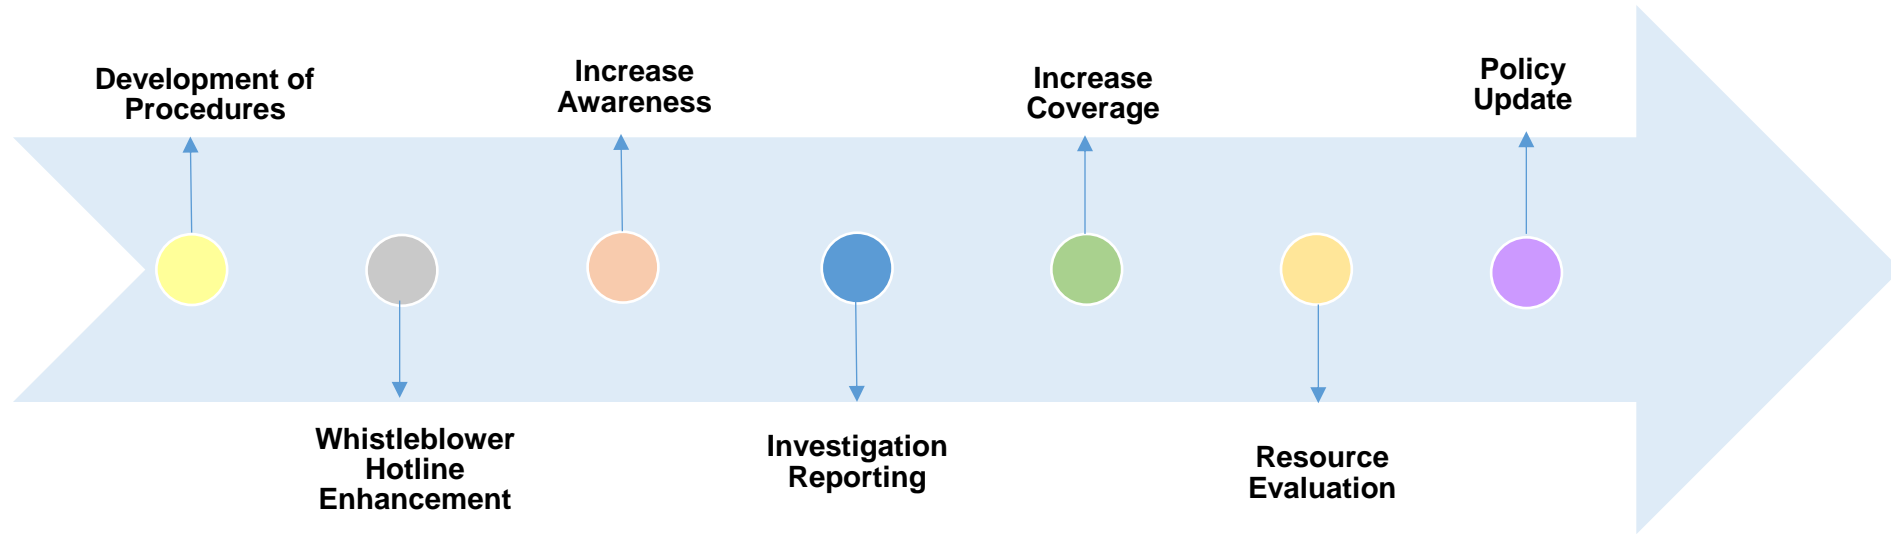 Development of
Procedures
Whistleblower
Hotline
Enhancement
Increase
Awareness
Investigation
Reporting
Increase
Coverage
Resource
Evaluation
Policy
Update